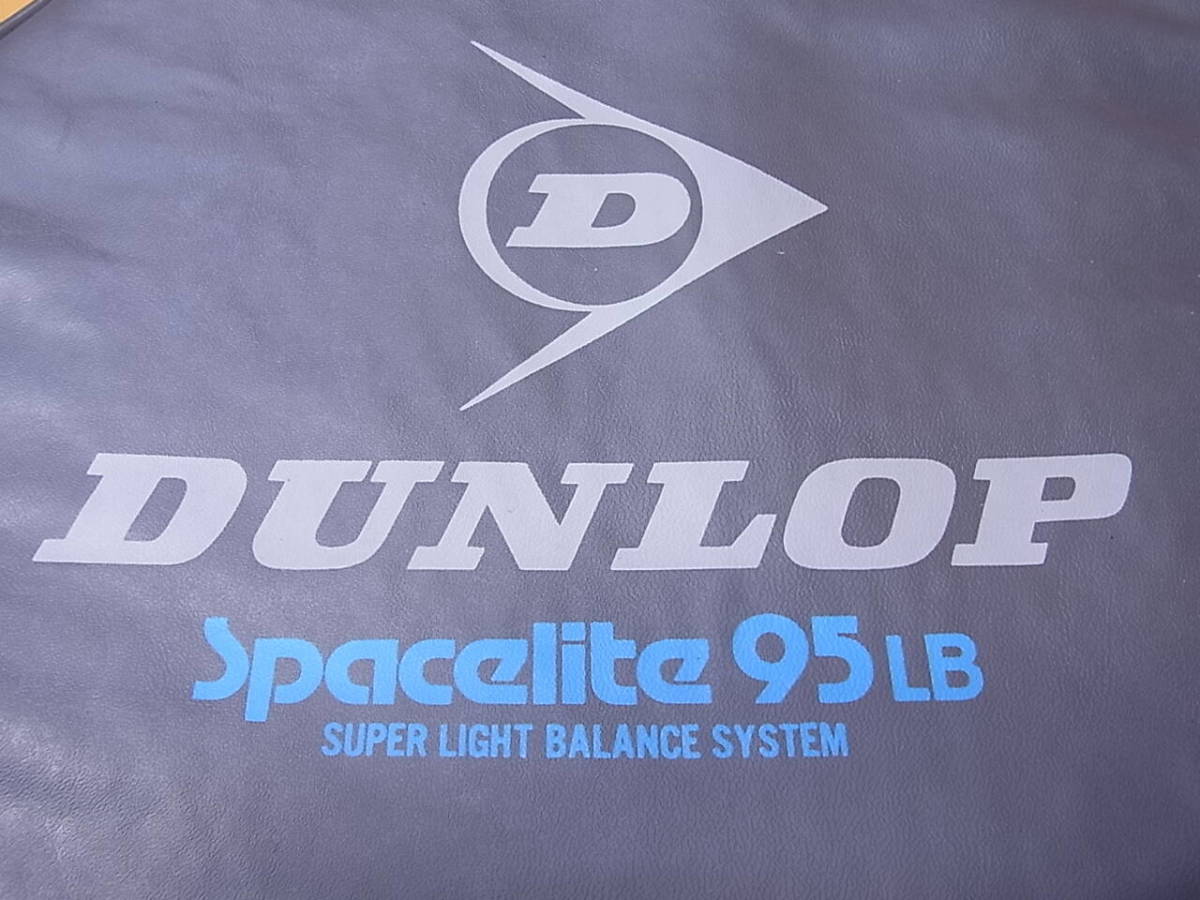 D
DUNLOP
Spacelite 95 LB
SUPER LIGHT BALANCE SYSTEM